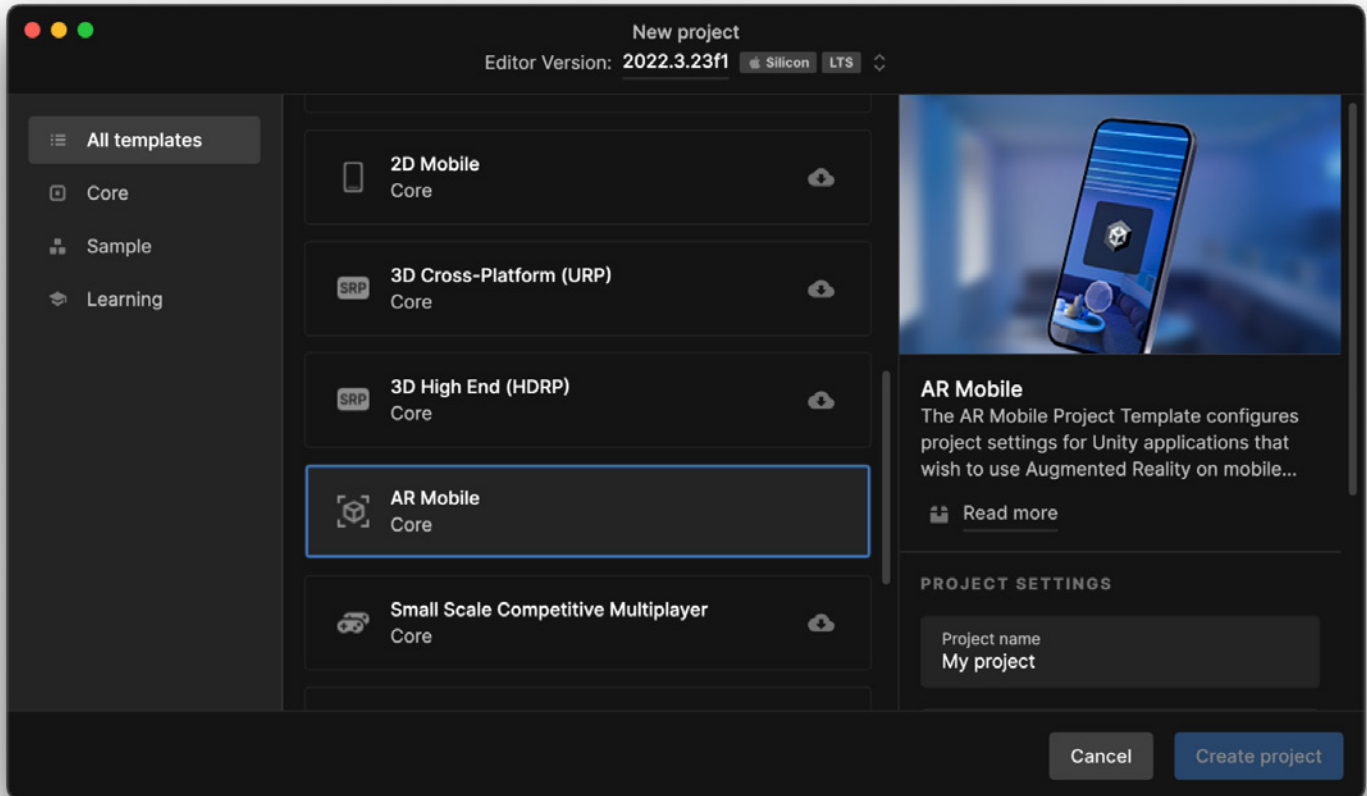 New project
Editor Version: 2022.3.23f1 Silicon LTS
All templates
Core
Sample
Learning
2D Mobile
Core
SRP
3D Cross-Platform (URP)
Core
SRP
3D High End (HDRP)
Core
AR Mobile
Core
Small Scale Competitive Multiplayer
Core
AR Mobile
The AR Mobile Project Template configures
project settings for Unity applications that
wish to use Augmented Reality on mobile...
Read more
PROJECT SETTINGS
Project name
My project
Cancel
Create project